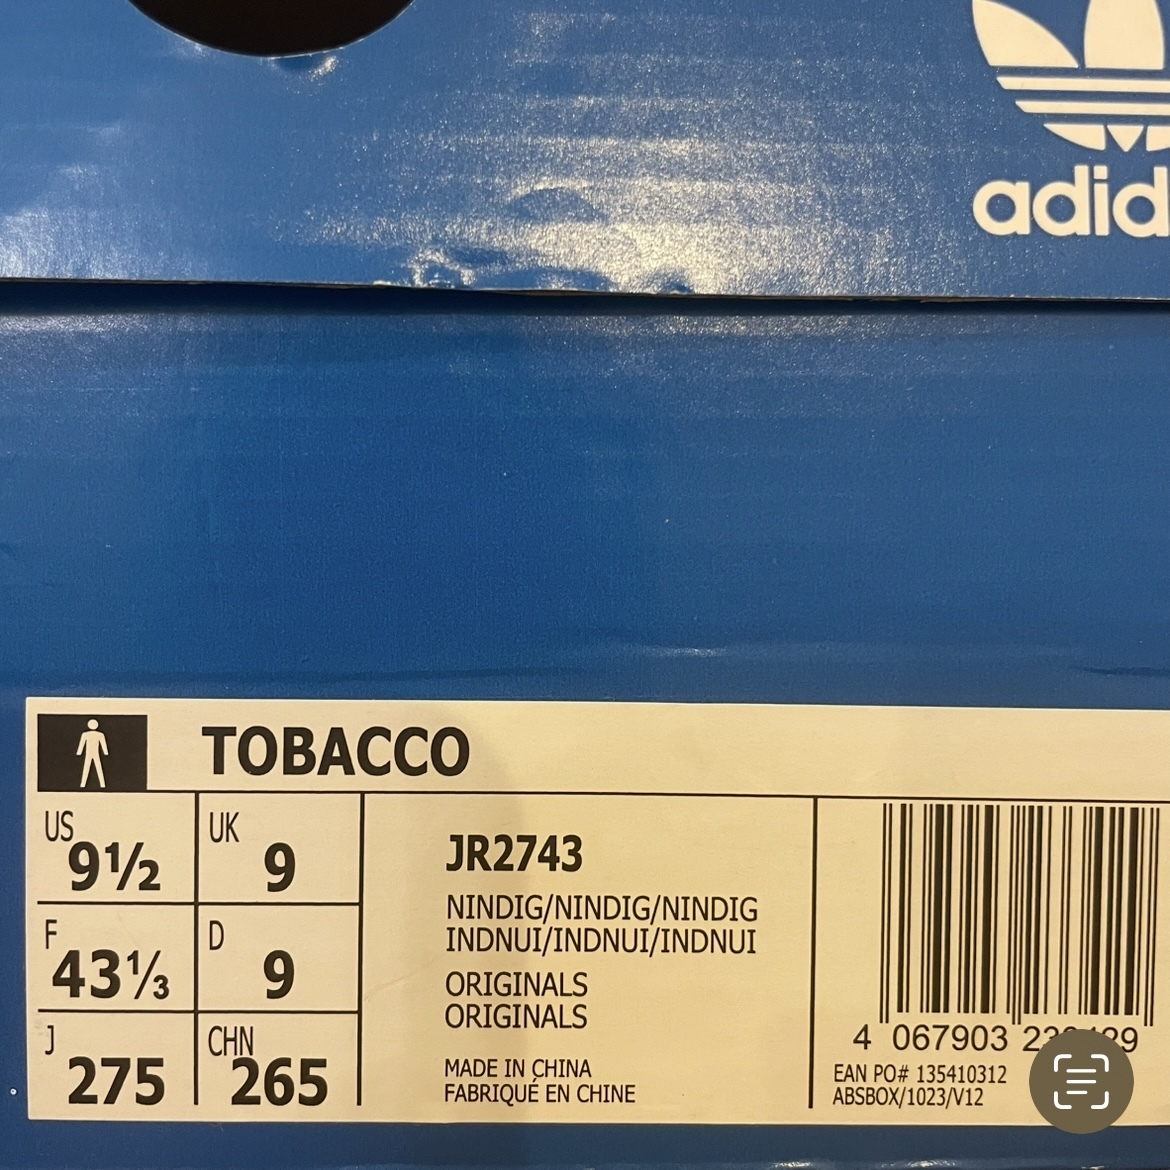 adid
TOBACCO
US 9½
UK 9
F 43⅓
D 9
J 275
CHN 265
JR2743
NINDIG/NINDIG/NINDIG
INDNUI/INDNUI/INDNUI
ORIGINALS
ORIGINALS
MADE IN CHINA
FABRIQUÉ EN CHINE
4 067903
EAN PO# 135410312
ABSBOX/1023/V12